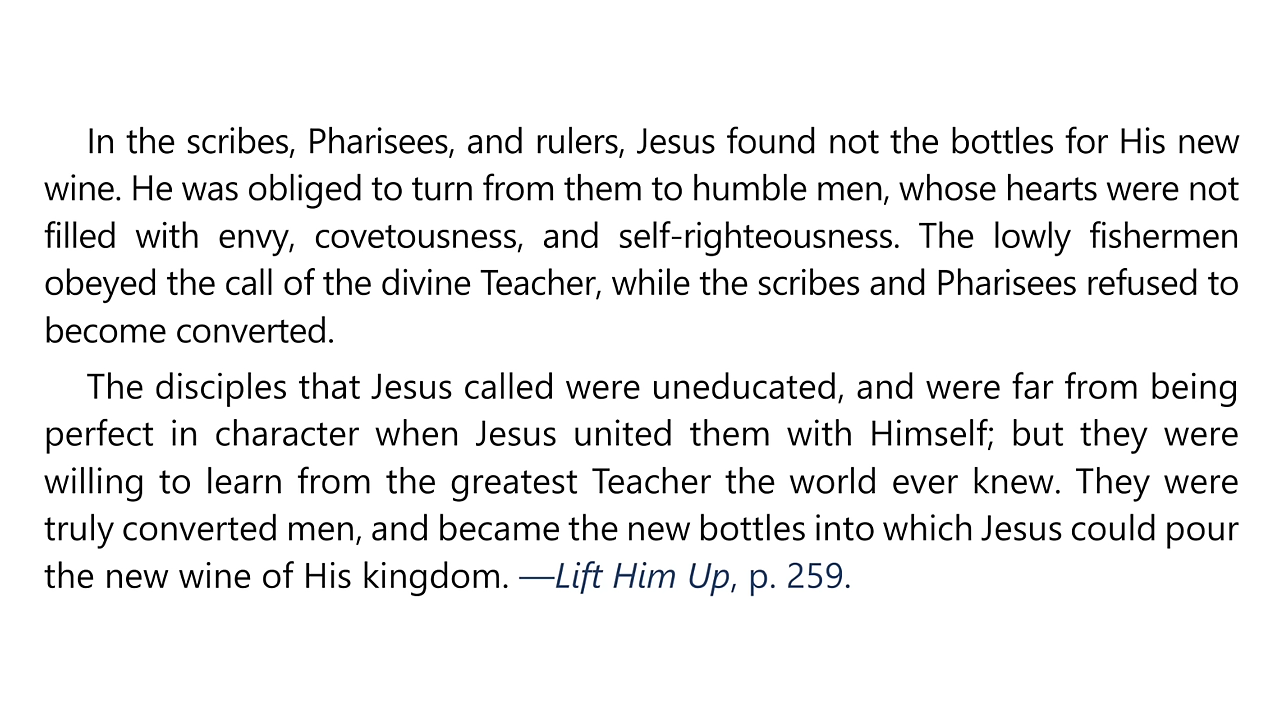 In the scribes, Pharisees, and rulers, Jesus found not the bottles for His new
wine. He was obliged to turn from them to humble men, whose hearts were not
filled with envy, covetousness, and self-righteousness. The lowly fishermen
obeyed the call of the divine Teacher, while the scribes and Pharisees refused to
become converted.
The disciples that Jesus called were uneducated, and were far from being
perfect in character when Jesus united them with Himself; but they were
willing to learn from the greatest Teacher the world ever knew. They were
truly converted men, and became the new bottles into which Jesus could pour
the new wine of His kingdom. —Lift Him Up, p. 259.